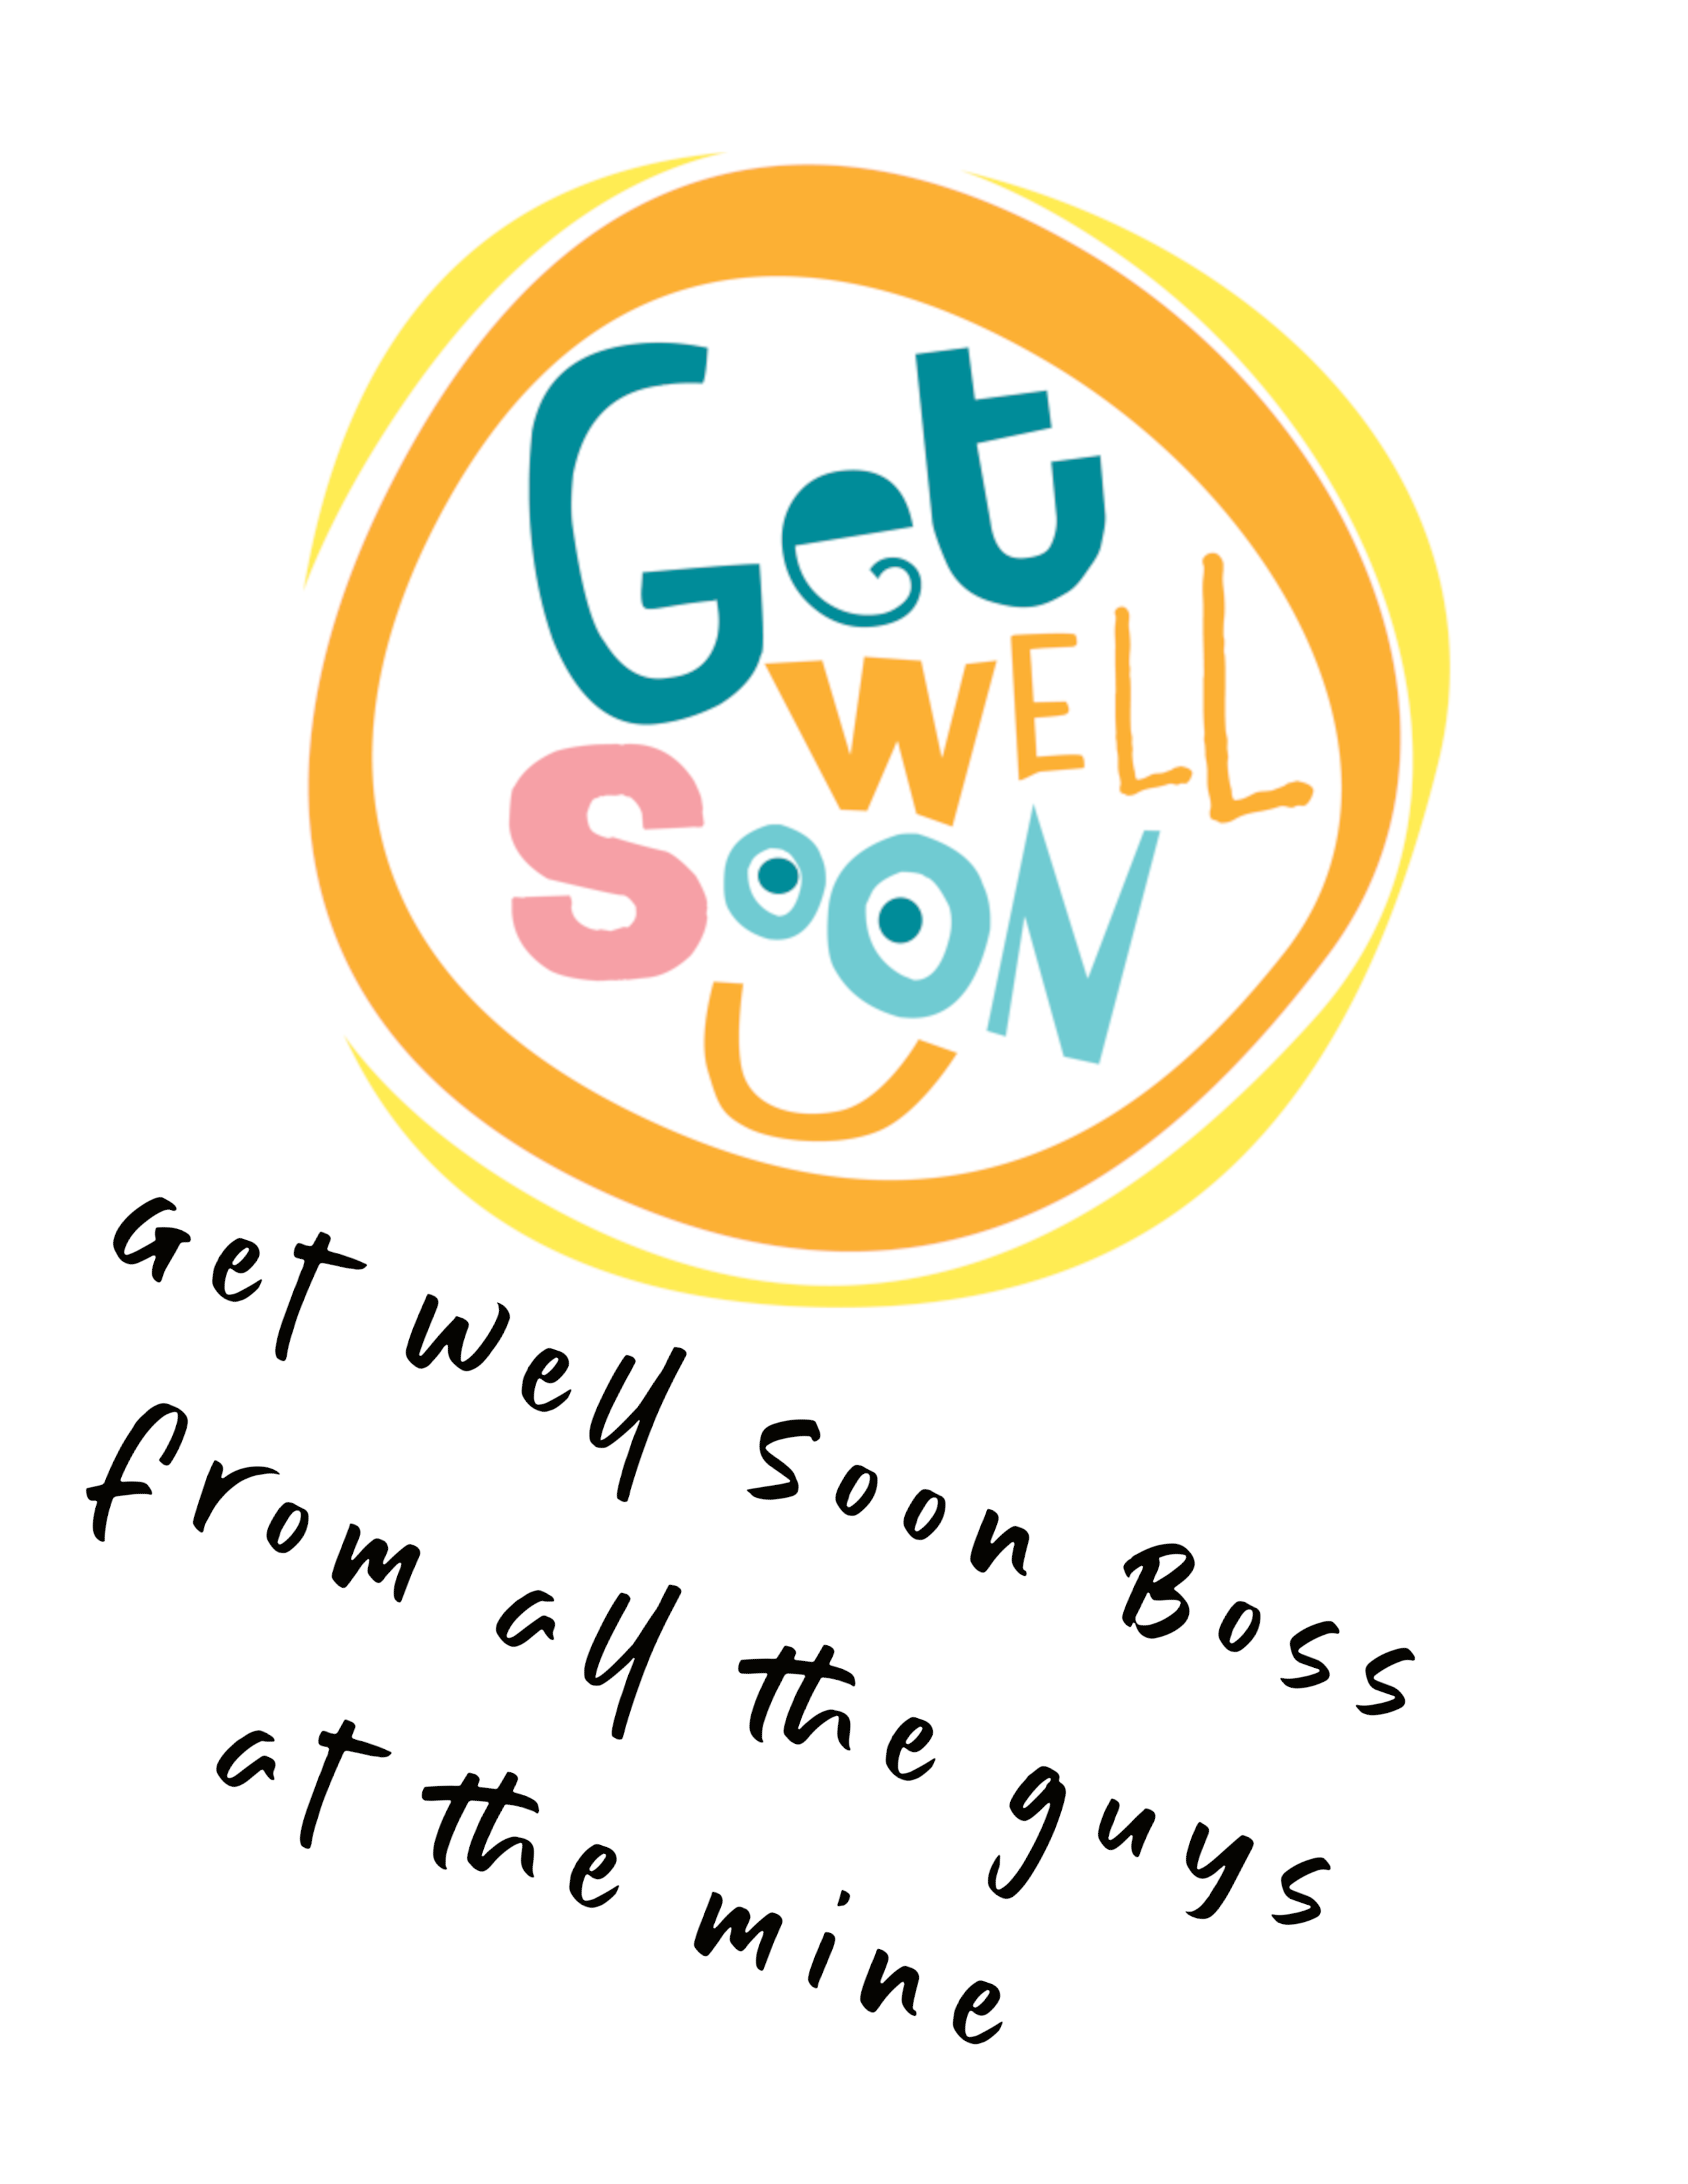 Get
WELL
SOON
Get well soon Boss
from all the guys
at the mine